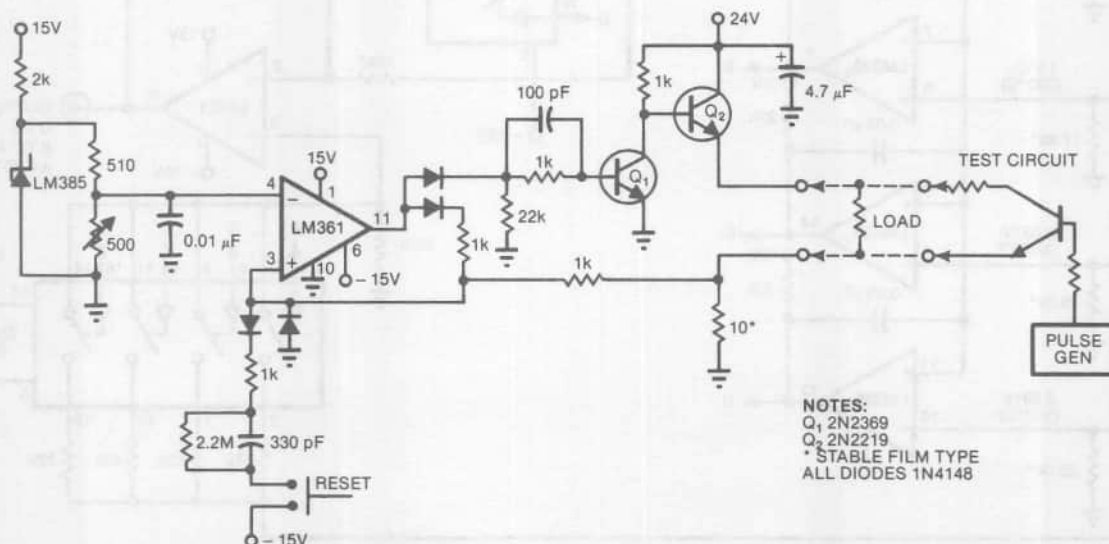 15V
2k
LM385
510
500
0.01 μF
4
−
15V
1
LM361
11
6
− 15V
3
+
10
1k
1k
2.2M
330 pF
RESET
− 15V
100 pF
1k
22k
Q1
1k
24V
Q2
+
4.7 μF
1k
10*
TEST CIRCUIT
LOAD
PULSE
GEN
NOTES:
Q1 2N2369
Q2 2N2219
* STABLE FILM TYPE
ALL DIODES 1N4148